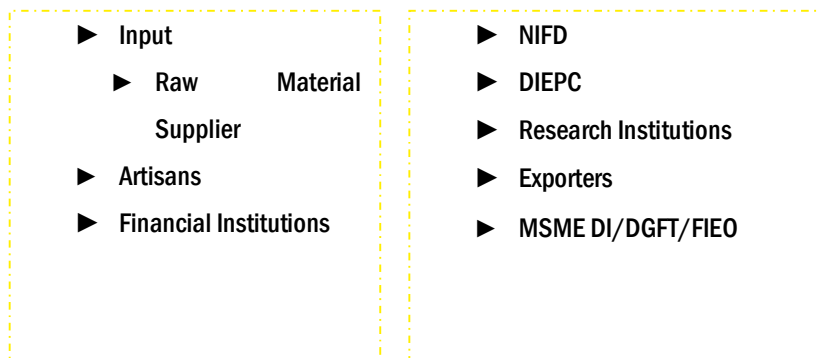 ► Input
► Raw Material
Supplier
► Artisans
► Financial Institutions
► NIFD
► DIEPC
► Research Institutions
► Exporters
► MSME DI/DGFT/FIEO